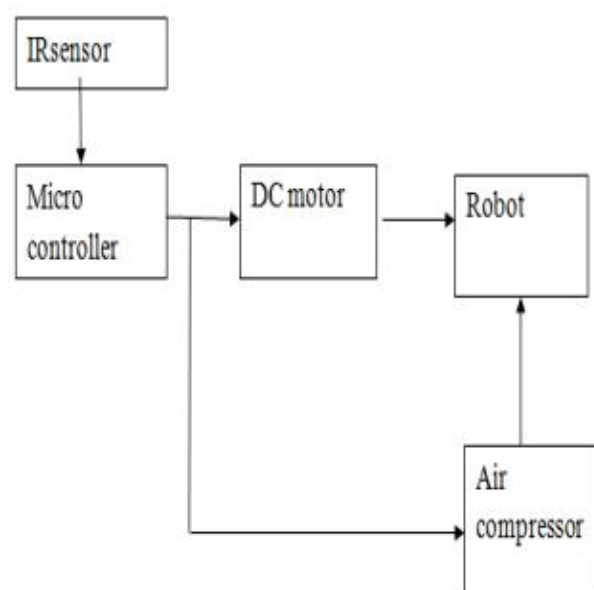 IRsensor
Micro
controller
DC motor
Robot
Air
compressor